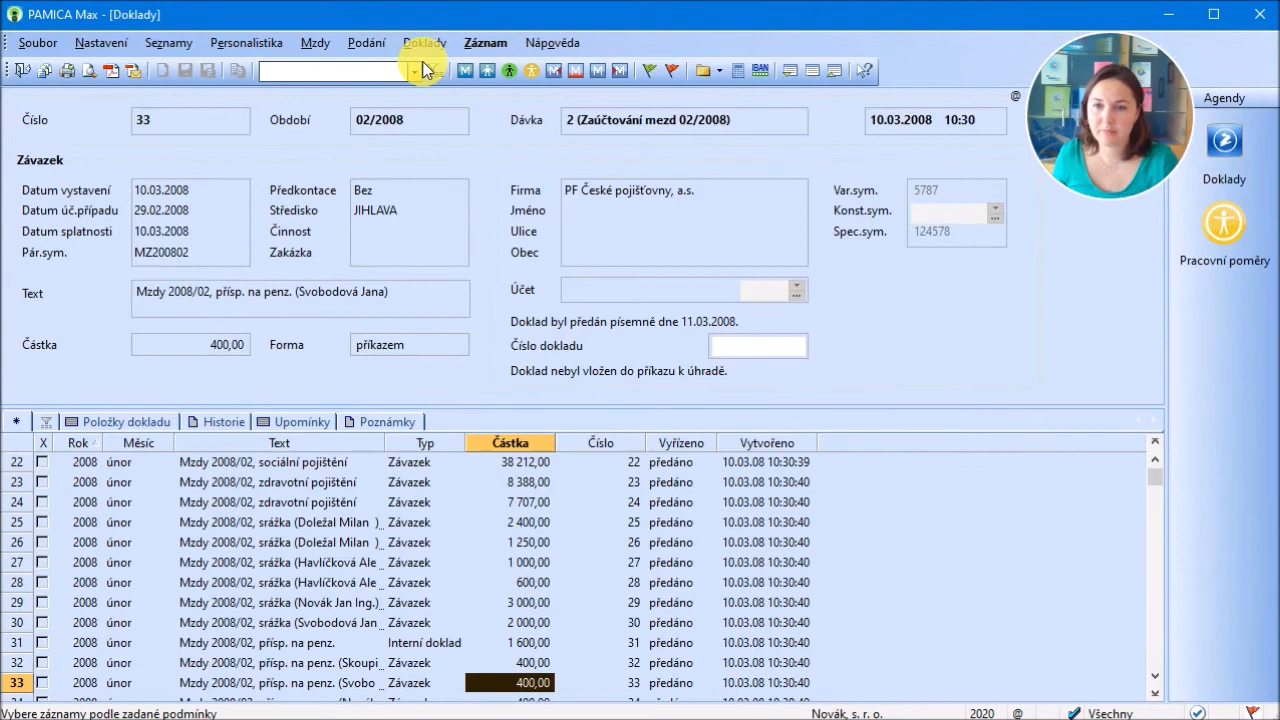 PAMICA Max - [Doklady]
Soubor Nastavení Seznamy Personalistika Mzdy Podání Doklady Záznam Nápověda
IBAN
@
Agendy
Číslo 33 Období 02/2008 Dávka 2 (Zaúčtování mezd 02/2008) 10.03.2008 10:30
Závazek
Doklady
Datum vystavení 10.03.2008 Předkontace Bez Firma PF České pojišťovny, a.s. Var.sym. 5787
Datum úč.případu 29.02.2008 Středisko JIHLAVA Jméno Konst.sym.
Datum splatnosti 10.03.2008 Činnost Ulice Spec.sym. 124578
Pár.sym. MZ200802 Zakázka Obec
Pracovní poměry
Text Mzdy 2008/02, přísp. na penz. (Svobodová Jana) Účet
Doklad byl předán písemně dne 11.03.2008.
Částka 400,00 Forma příkazem Číslo dokladu
Doklad nebyl vložen do příkazu k úhradě.
* Položky dokladu Historie Upomínky Poznámky
X Rok Měsíc Text Typ Částka Číslo Vyřízeno Vytvořeno
22 2008 únor Mzdy 2008/02, sociální pojištění Závazek 38 212,00 22 předáno 10.03.08 10:30:39
23 2008 únor Mzdy 2008/02, zdravotní pojištění Závazek 8 388,00 23 předáno 10.03.08 10:30:40
24 2008 únor Mzdy 2008/02, zdravotní pojištění Závazek 7 707,00 24 předáno 10.03.08 10:30:40
25 2008 únor Mzdy 2008/02, srážka (Doležal Milan ) Závazek 2 400,00 25 předáno 10.03.08 10:30:40
26 2008 únor Mzdy 2008/02, srážka (Doležal Milan ) Závazek 1 250,00 26 předáno 10.03.08 10:30:40
27 2008 únor Mzdy 2008/02, srážka (Havlíčková Ale Závazek 1 000,00 27 předáno 10.03.08 10:30:40
28 2008 únor Mzdy 2008/02, srážka (Havlíčková Ale Závazek 600,00 28 předáno 10.03.08 10:30:40
29 2008 únor Mzdy 2008/02, srážka (Novák Jan Ing.) Závazek 3 000,00 29 předáno 10.03.08 10:30:40
30 2008 únor Mzdy 2008/02, srážka (Svobodová Jan Závazek 2 000,00 30 předáno 10.03.08 10:30:40
31 2008 únor Mzdy 2008/02, přísp. na penz. Interní doklad 1 600,00 31 předáno 10.03.08 10:30:40
32 2008 únor Mzdy 2008/02, přísp. na penz. (Skoupi Závazek 400,00 32 předáno 10.03.08 10:30:40
33 2008 únor Mzdy 2008/02, přísp. na penz. (Svobo Závazek 400,00 33 předáno 10.03.08 10:30:40
Vybere záznamy podle zadané podmínky Novák, s. r. o. 2020 @ Všechny